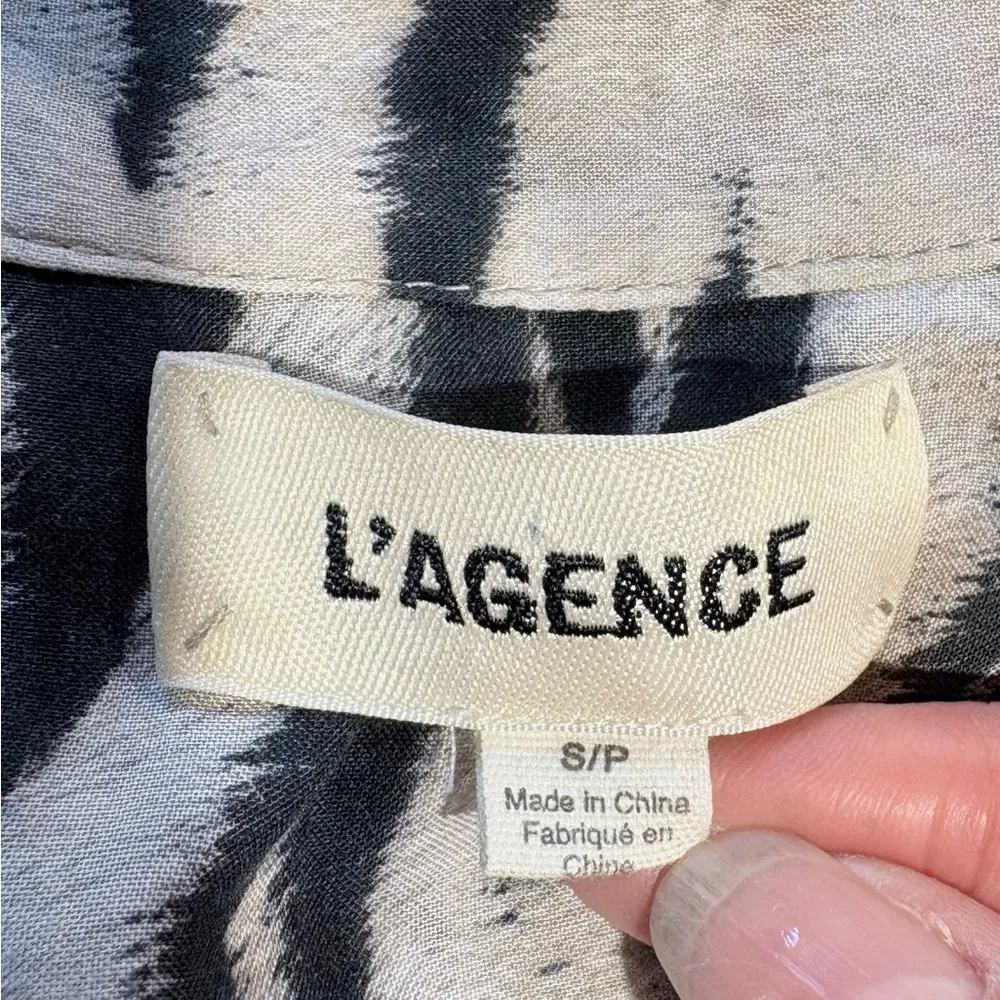 L'AGENCE
S/P
Made in China
Fabriqué en
Chine